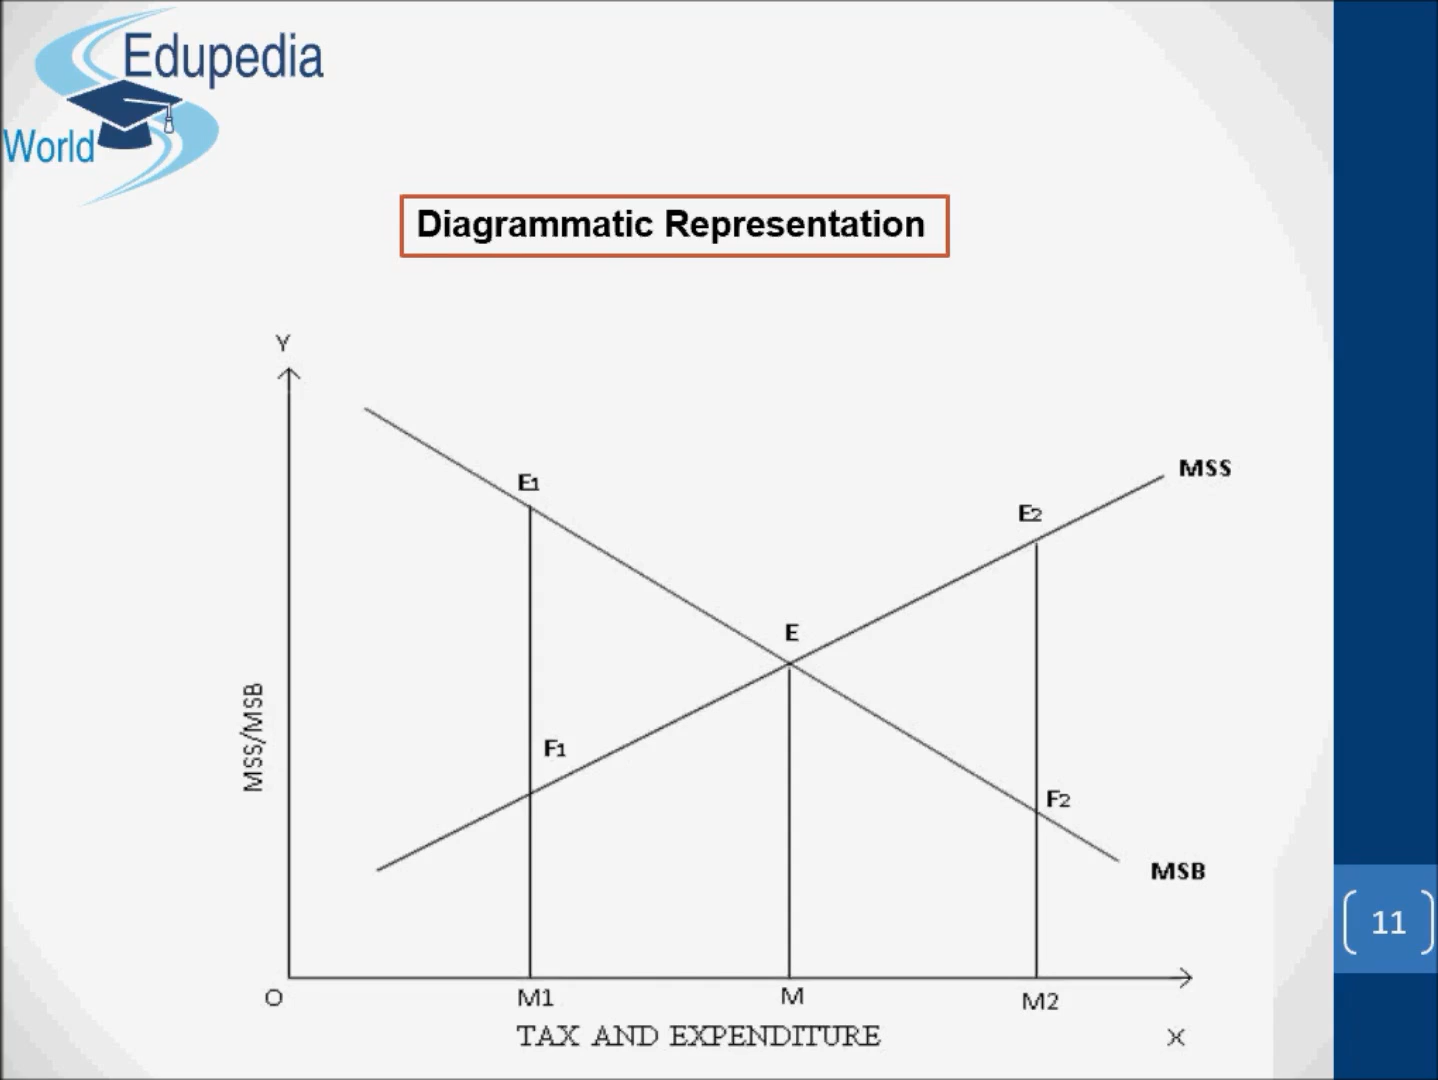 Edupedia
World
Diagrammatic Representation
Y
MSS
E1
E2
E
MSS/MSB
F1
F2
MSB
11
O
M1
M
M2
TAX AND EXPENDITURE
X